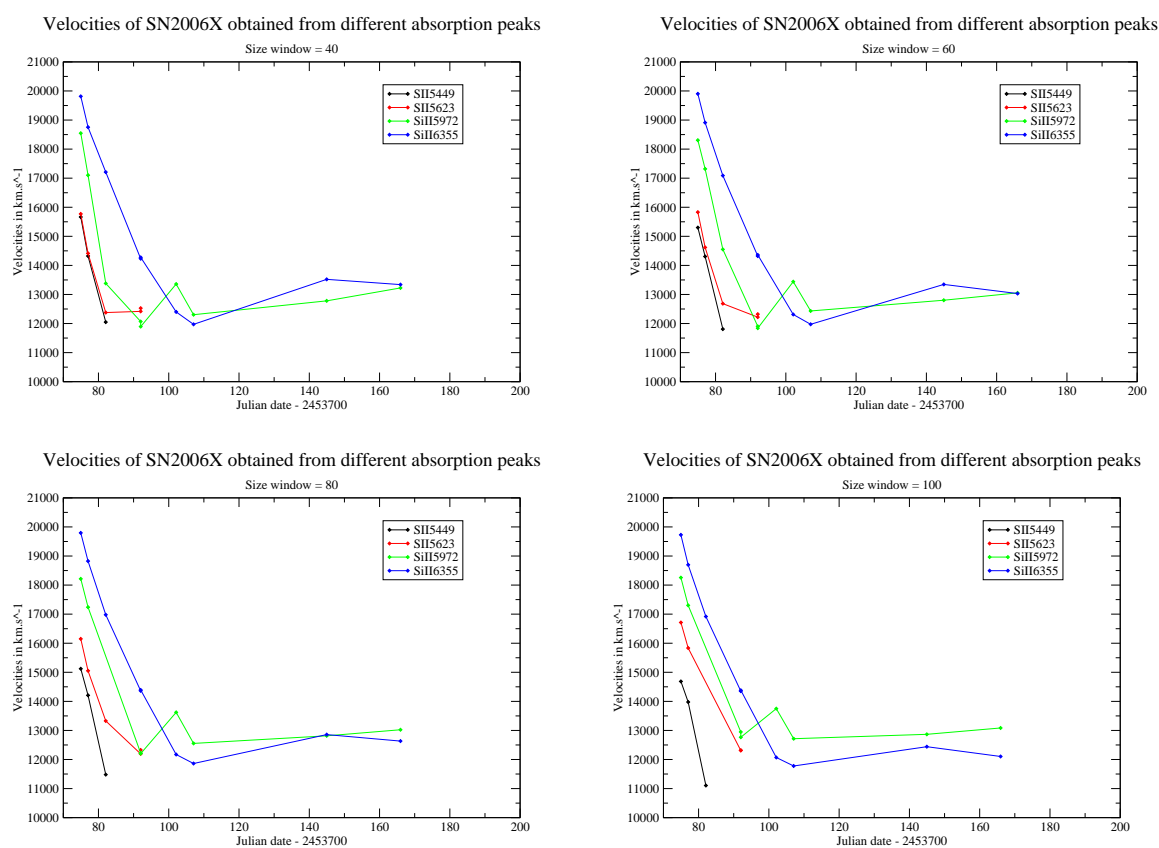 Velocities of SN2006X obtained from different absorption peaks
Size window = 40
21000
20000
19000
18000
17000
16000
15000
14000
13000
12000
11000
10000
Velocities in km.s^-1
SII5449
SII5623
SiII5972
SiII6355
80 100 120 140 160 180 200
Julian date - 2453700
Velocities of SN2006X obtained from different absorption peaks
Size window = 60
21000
20000
19000
18000
17000
16000
15000
14000
13000
12000
11000
10000
Velocities in km.s^-1
SII5449
SII5623
SiII5972
SiII6355
80 100 120 140 160 180 200
Julian date - 2453700
Velocities of SN2006X obtained from different absorption peaks
Size window = 80
21000
20000
19000
18000
17000
16000
15000
14000
13000
12000
11000
10000
Velocities in km.s^-1
SII5449
SII5623
SiII5972
SiII6355
80 100 120 140 160 180 200
Julian date - 2453700
Velocities of SN2006X obtained from different absorption peaks
Size window = 100
21000
20000
19000
18000
17000
16000
15000
14000
13000
12000
11000
10000
Velocities in km.s^-1
SII5449
SII5623
SiII5972
SiII6355
80 100 120 140 160 180 200
Julian date - 2453700